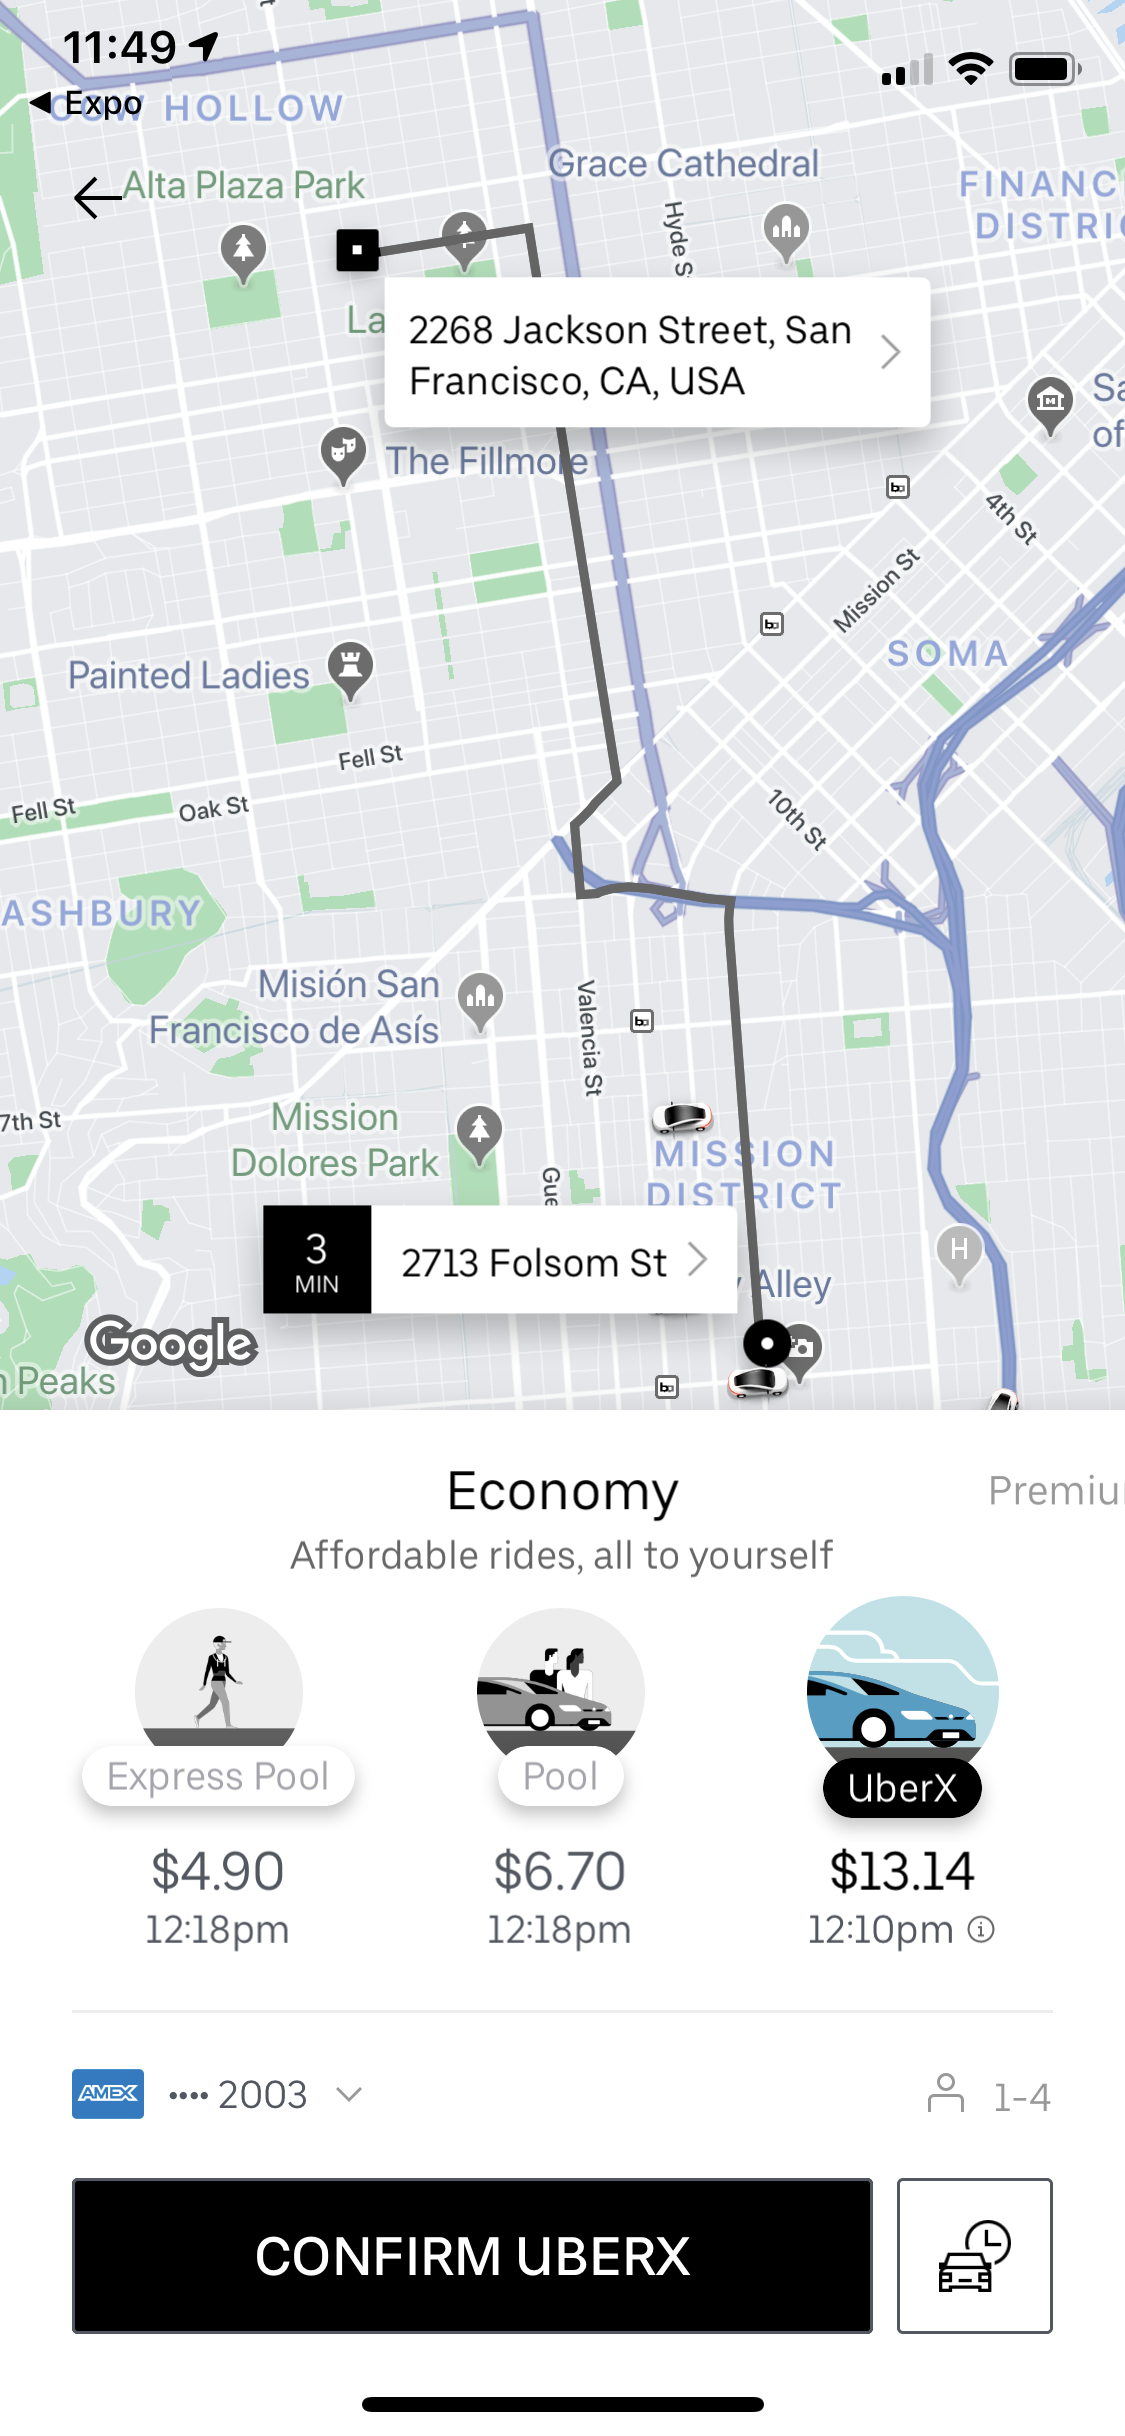 11:49
Expo
COW HOLLOW
Alta Plaza Park
Grace Cathedral
FINANC
DISTRIC
Hyde S
La
2268 Jackson Street, San
Francisco, CA, USA
The Fillmore
Sa
of
4th St
Mission St
SOMA
Painted Ladies
Fell St
Fell St
Oak St
10th St
ASHBURY
Misión San
Francisco de Asís
Valencia St
7th St
Mission
Dolores Park
MISSION
DISTRICT
Gue
3
MIN
2713 Folsom St
H
Alley
Google
Peaks
Economy
Premiu
Affordable rides, all to yourself
Express Pool
Pool
UberX
$4.90
$6.70
$13.14
12:18pm
12:18pm
12:10pm
AMEX
•••• 2003
1-4
CONFIRM UBERX